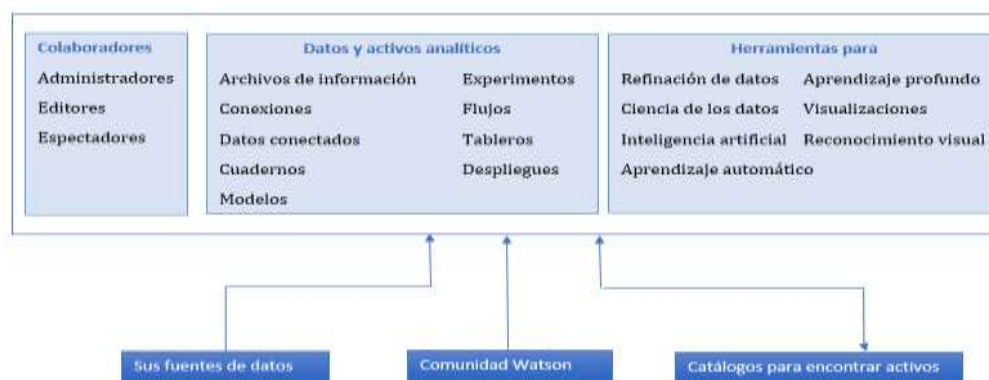 Colaboradores
Administradores
Editores
Espectadores
Datos y activos analíticos
Archivos de información
Conexiones
Datos conectados
Cuadernos
Modelos
Experimentos
Flujos
Tableros
Despliegues
Herramientas para
Refinación de datos
Ciencia de los datos
Inteligencia artificial
Aprendizaje automático
Aprendizaje profundo
Visualizaciones
Reconocimiento visual
Sus fuentes de datos
Comunidad Watson
Catálogos para encontrar activos